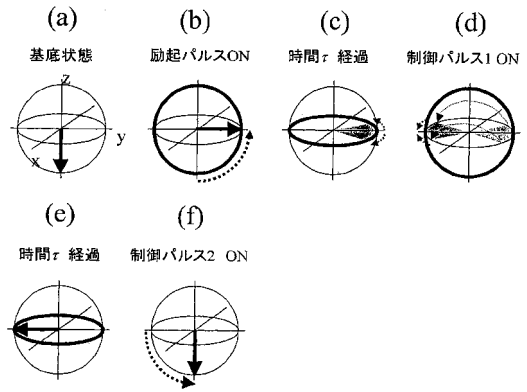 (a)
基底状態
z
y
x
(b)
励起パルスON
(c)
時間τ 経過
(d)
制御パルス1 ON
(e)
時間τ 経過
(f)
制御パルス2 ON